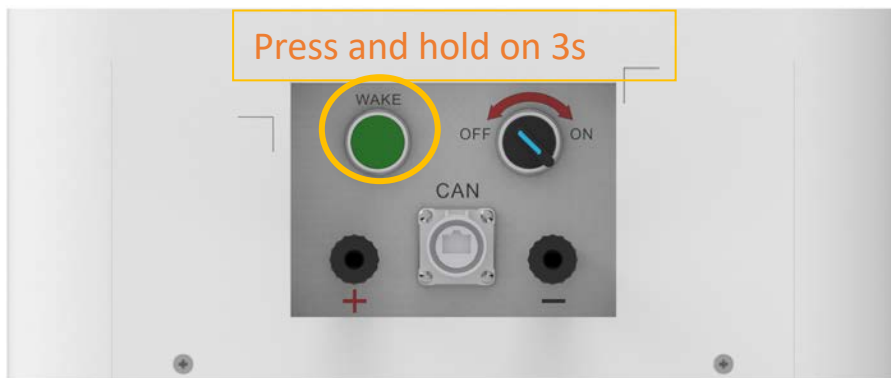 Press and hold on 3s
WAKE
OFF ON
CAN
+ −